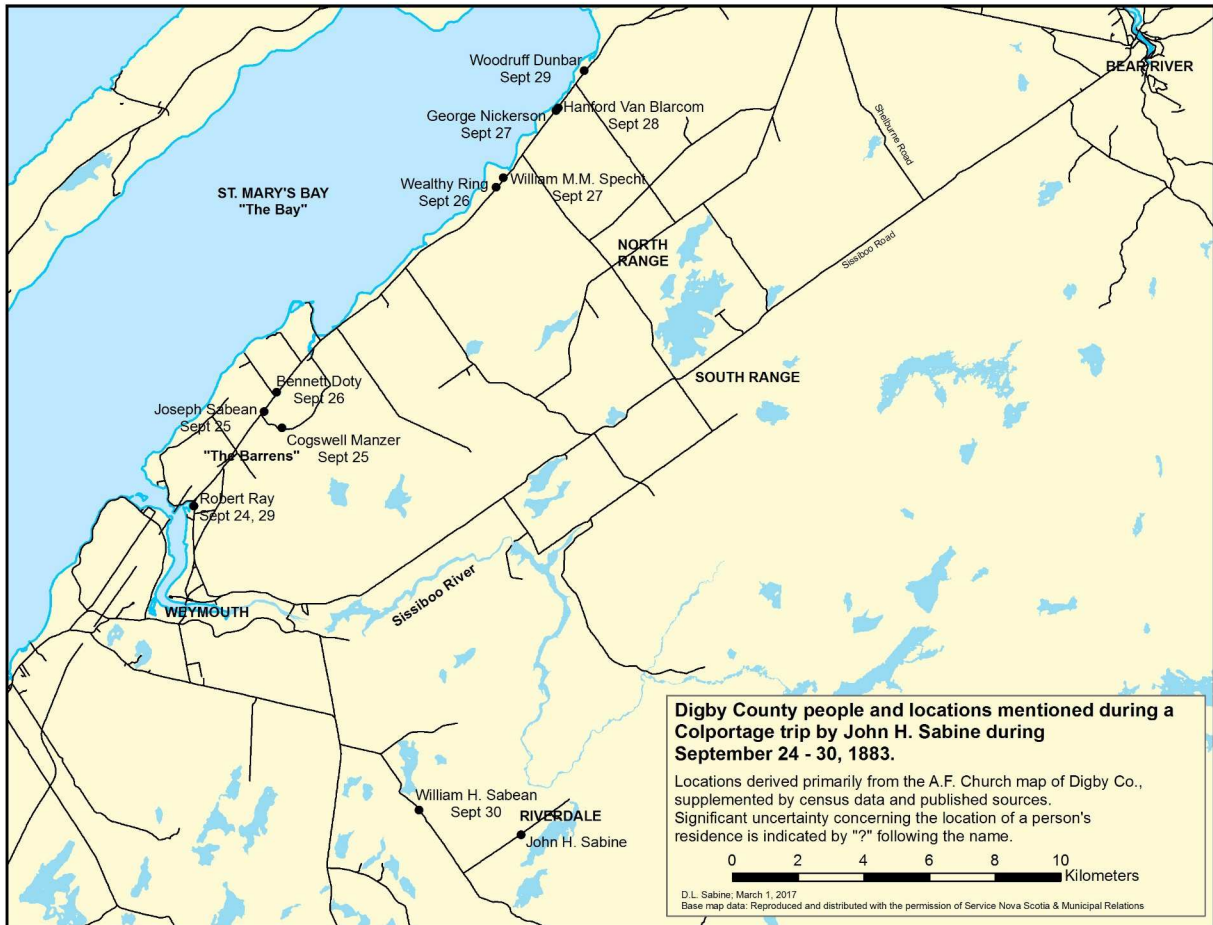 Woodruff Dunbar
Sept 29
BEAR RIVER
George Nickerson
Sept 27
Hanford Van Blarcom
Sept 28
Shelburne Road
ST. MARY'S BAY
"The Bay"
Wealthy Ring
Sept 26
William M.M. Specht
Sept 27
NORTH
RANGE
Sissiboo Road
SOUTH RANGE
Bennett Doty
Sept 26
Joseph Sabean
Sept 25
Cogswell Manzer
Sept 25
"The Barrens"
Robert Ray
Sept 24, 29
Sissiboo River
WEYMOUTH
William H. Sabean
Sept 30
RIVERDALE
John H. Sabine
Digby County people and locations mentioned during a
Colportage trip by John H. Sabine during
September 24 - 30, 1883.
Locations derived primarily from the A.F. Church map of Digby Co.,
supplemented by census data and published sources.
Significant uncertainty concerning the location of a person's
residence is indicated by "?" following the name.
0 2 4 6 8 10
Kilometers
D.L. Sabine; March 1, 2017
Base map data: Reproduced and distributed with the permission of Service Nova Scotia & Municipal Relations